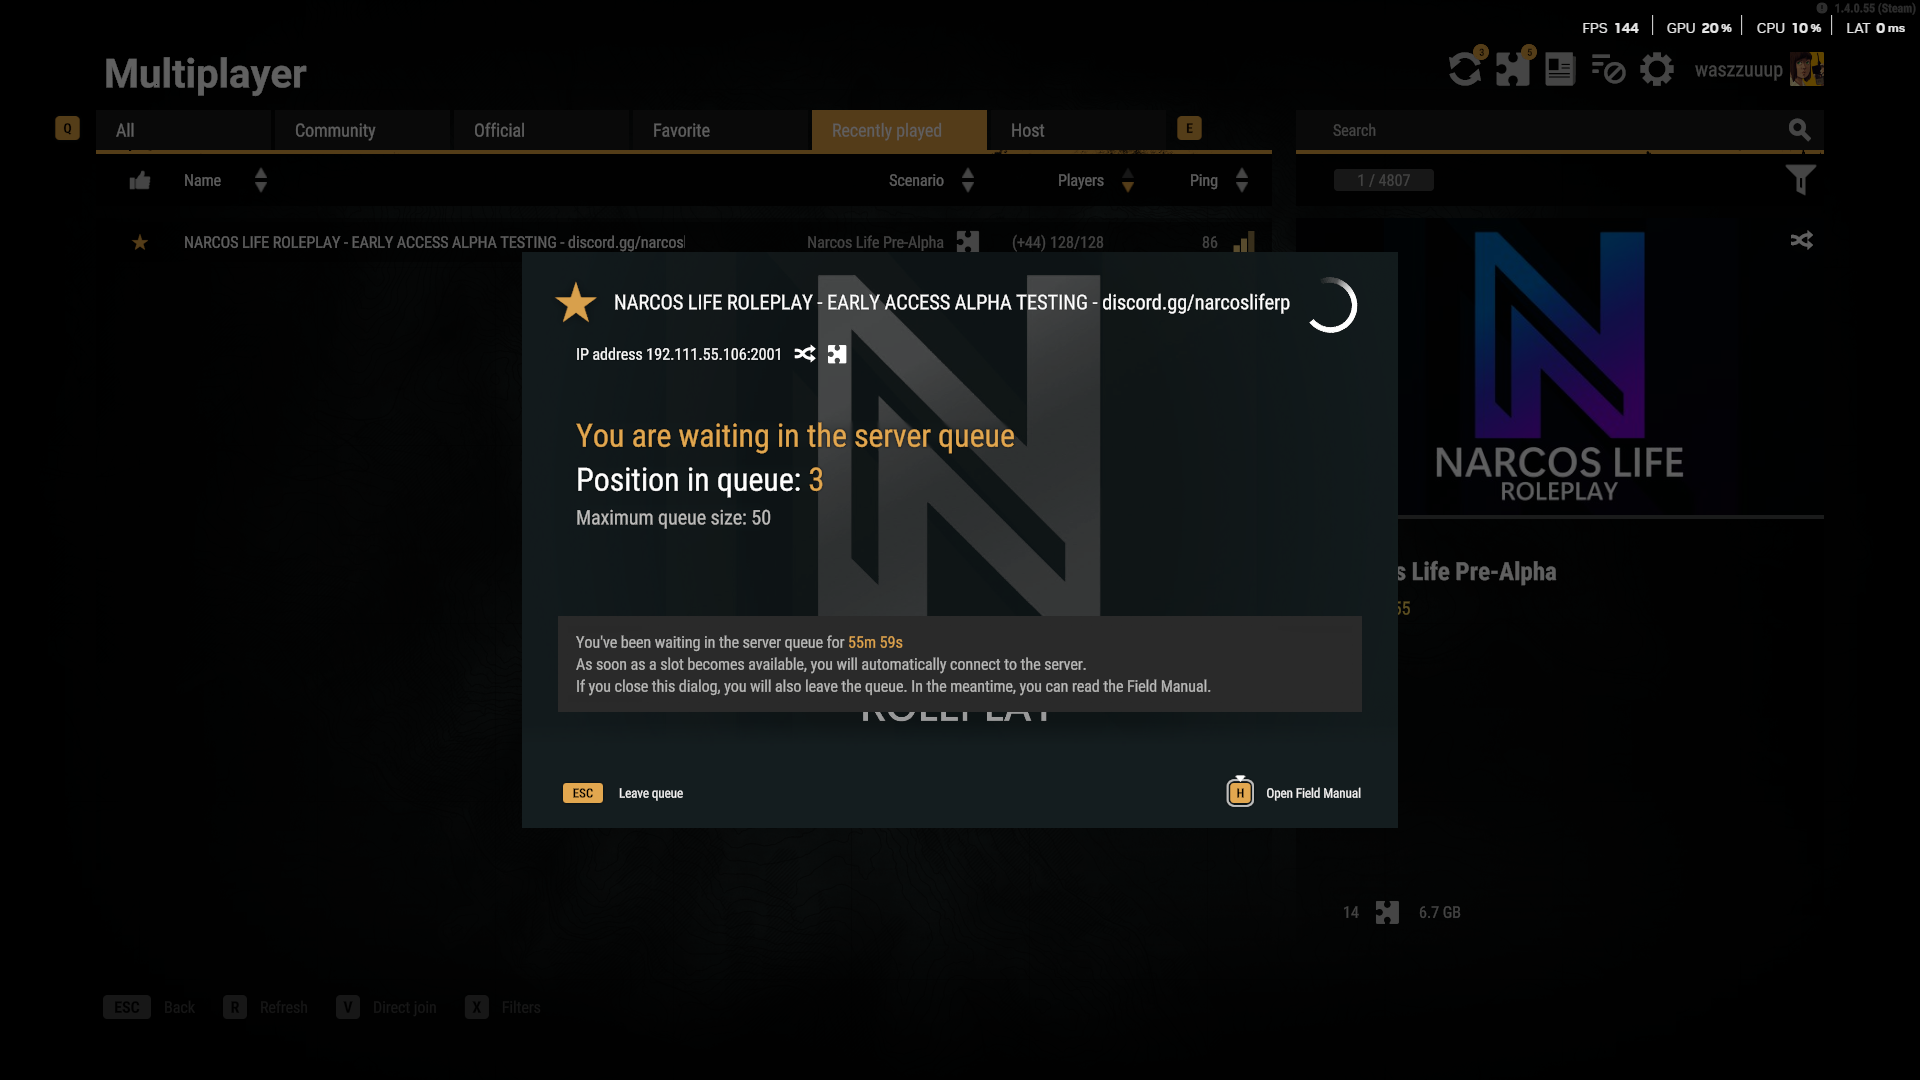 1.4.0.55 (Steam)
FPS 144 GPU 20% CPU 10% LAT 0 ms
Multiplayer
3 5 waszzuuup
Q All Community Official Favorite Recently played Host E Search
Name Scenario Players Ping 1 / 4807
NARCOS LIFE ROLEPLAY - EARLY ACCESS ALPHA TESTING - discord.gg/narcosl Narcos Life Pre-Alpha (+44) 128/128 86
NARCOS LIFE ROLEPLAY - EARLY ACCESS ALPHA TESTING - discord.gg/narcosliferp
IP address 192.111.55.106:2001
You are waiting in the server queue
Position in queue: 3
Maximum queue size: 50
NARCOS LIFE
ROLEPLAY
s Life Pre-Alpha
55
You've been waiting in the server queue for 55m 59s
As soon as a slot becomes available, you will automatically connect to the server.
If you close this dialog, you will also leave the queue. In the meantime, you can read the Field Manual.
ROLEPLAY
ESC Leave queue H Open Field Manual
14 6.7 GB
ESC Back R Refresh V Direct join X Filters